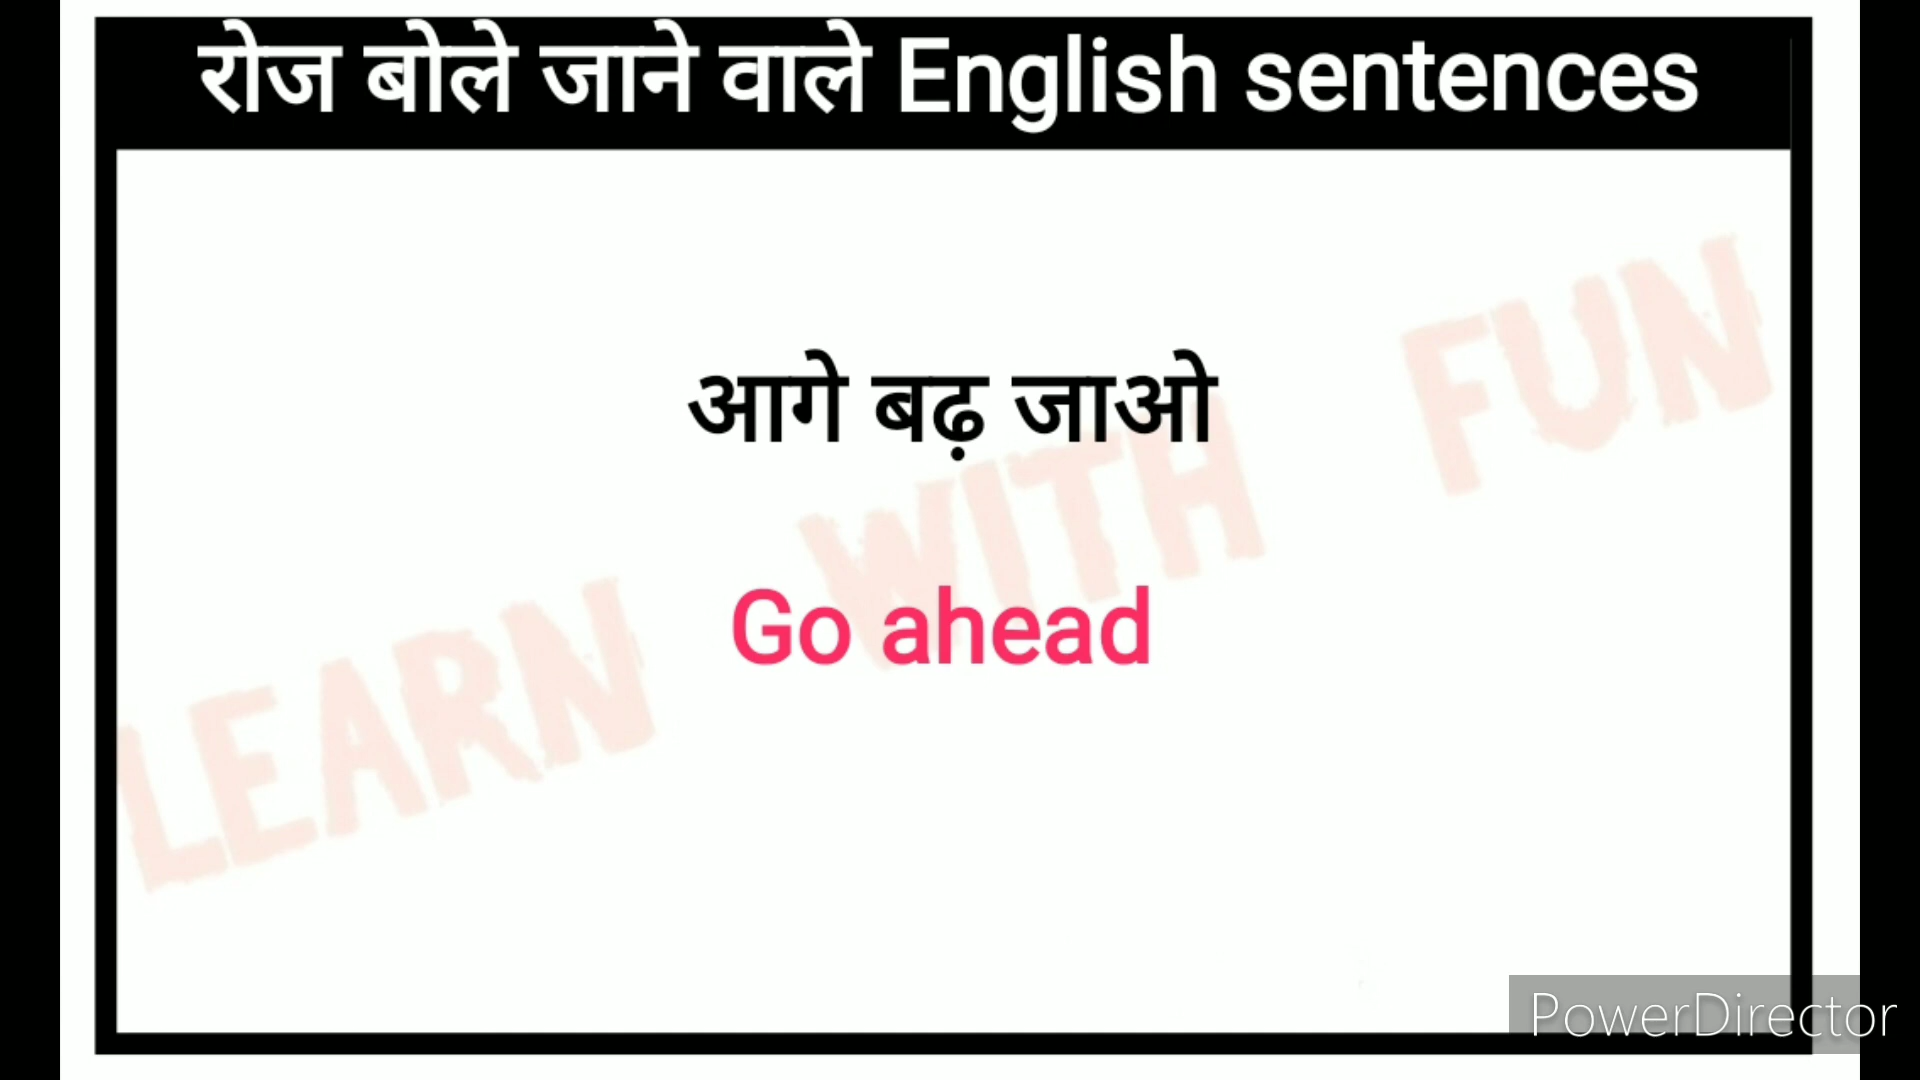 रोज बोले जाने वाले English sentences
आगे बढ़ जाओ
Go ahead
LEARN WITH FUN
PowerDirector